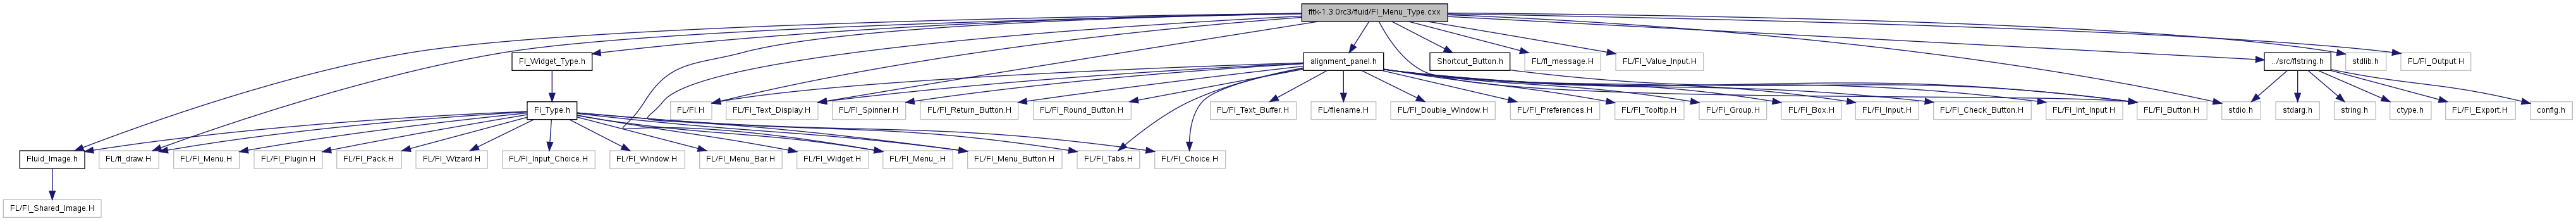 fltk-1.3.0rc3/fluid/Fl_Menu_Type.cxx
Fl_Widget_Type.h
alignment_panel.h
Shortcut_Button.h
FL/fl_message.H
FL/Fl_Value_Input.H
../src/flstring.h
stdlib.h
FL/Fl_Output.H
Fl_Type.h
FL/Fl.H
FL/Fl_Text_Display.H
FL/Fl_Spinner.H
FL/Fl_Return_Button.H
FL/Fl_Round_Button.H
FL/Fl_Text_Buffer.H
FL/filename.H
FL/Fl_Double_Window.H
FL/Fl_Preferences.H
FL/Fl_Tooltip.H
FL/Fl_Group.H
FL/Fl_Box.H
FL/Fl_Input.H
FL/Fl_Check_Button.H
FL/Fl_Int_Input.H
FL/Fl_Button.H
stdio.h
stdarg.h
string.h
ctype.h
FL/Fl_Export.H
config.h
Fluid_Image.h
FL/fl_draw.H
FL/Fl_Menu.H
FL/Fl_Plugin.H
FL/Fl_Pack.H
FL/Fl_Wizard.H
FL/Fl_Input_Choice.H
FL/Fl_Window.H
FL/Fl_Menu_Bar.H
FL/Fl_Widget.H
FL/Fl_Menu_.H
FL/Fl_Menu_Button.H
FL/Fl_Tabs.H
FL/Fl_Choice.H
FL/Fl_Shared_Image.H